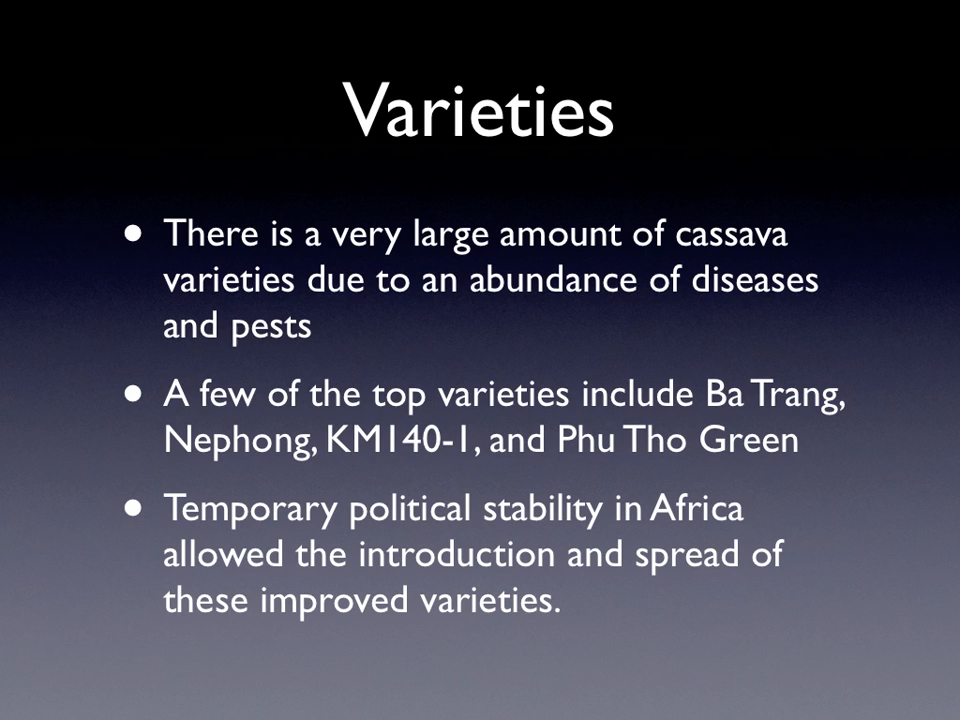 Varieties
• There is a very large amount of cassava
varieties due to an abundance of diseases
and pests
• A few of the top varieties include Ba Trang,
Nephong, KM140-1, and Phu Tho Green
• Temporary political stability in Africa
allowed the introduction and spread of
these improved varieties.